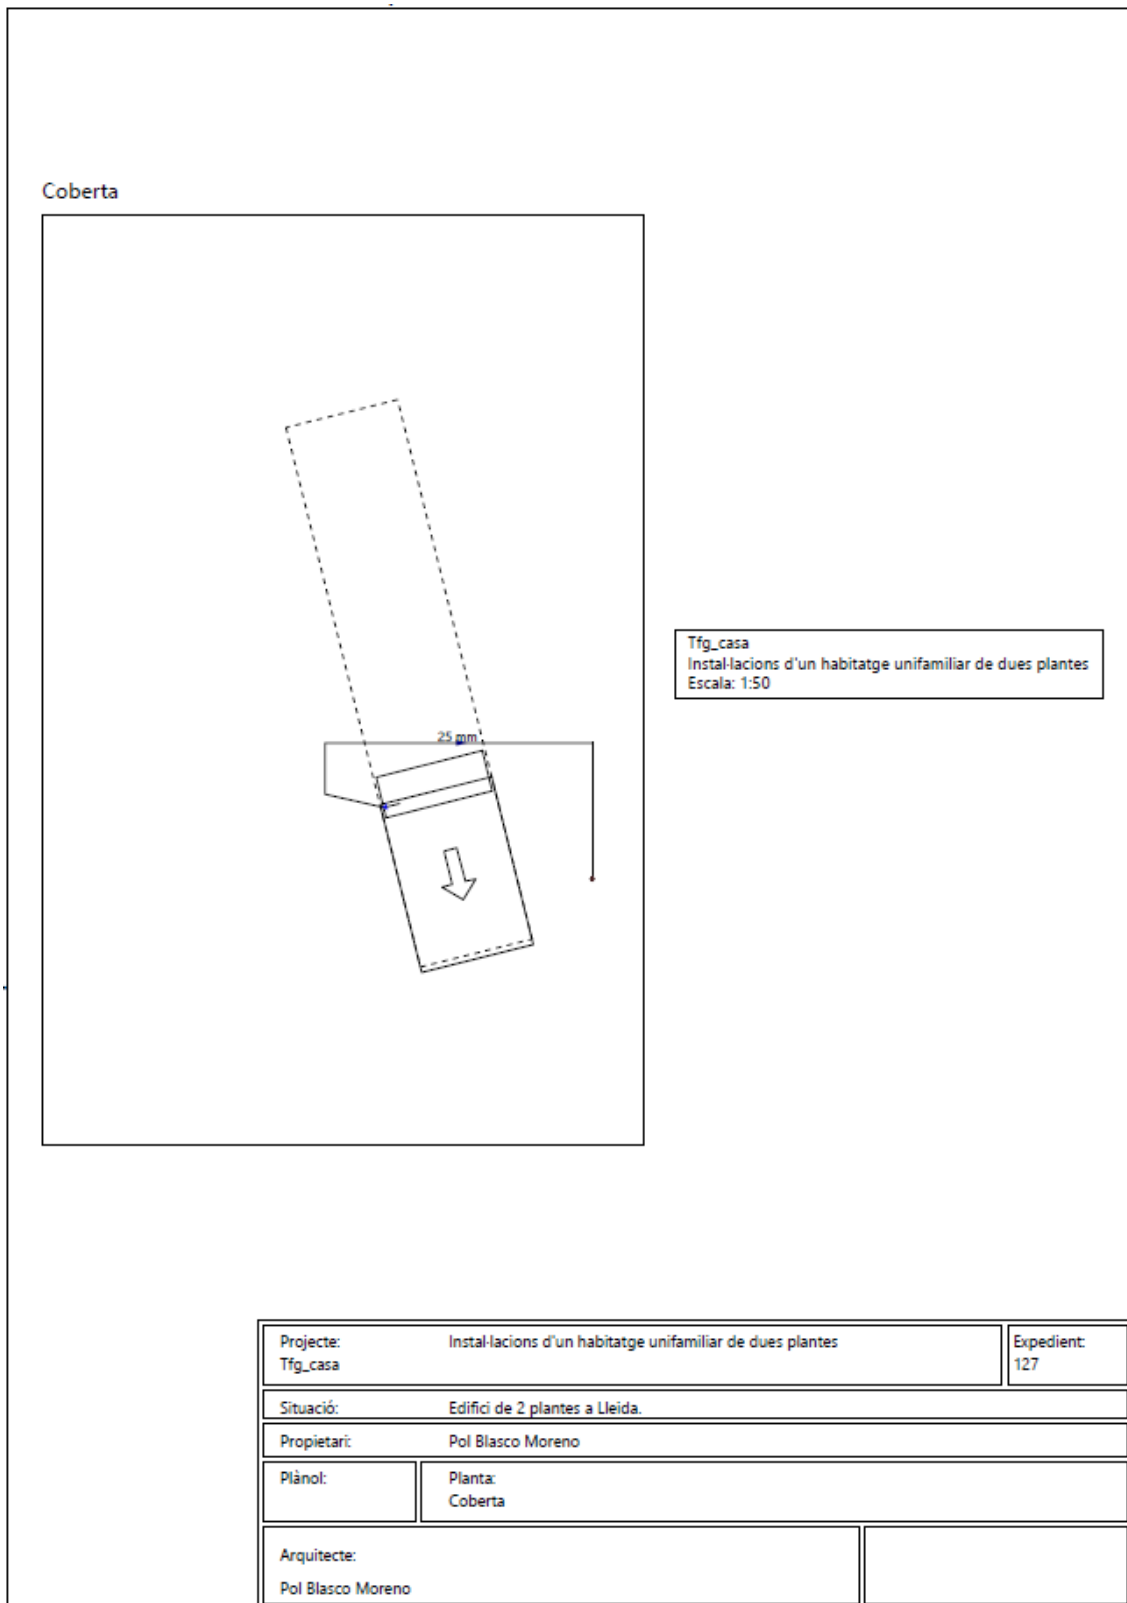 Coberta
25 mm
Tfg_casa
Instal·lacions d'un habitatge unifamiliar de dues plantes
Escala: 1:50
Projecte: Instal·lacions d'un habitatge unifamiliar de dues plantes
Tfg_casa
Expedient:
127
Situació: Edifici de 2 plantes a Lleida.
Propietari: Pol Blasco Moreno
Plànol:
Planta:
Coberta
Arquitecte:
Pol Blasco Moreno